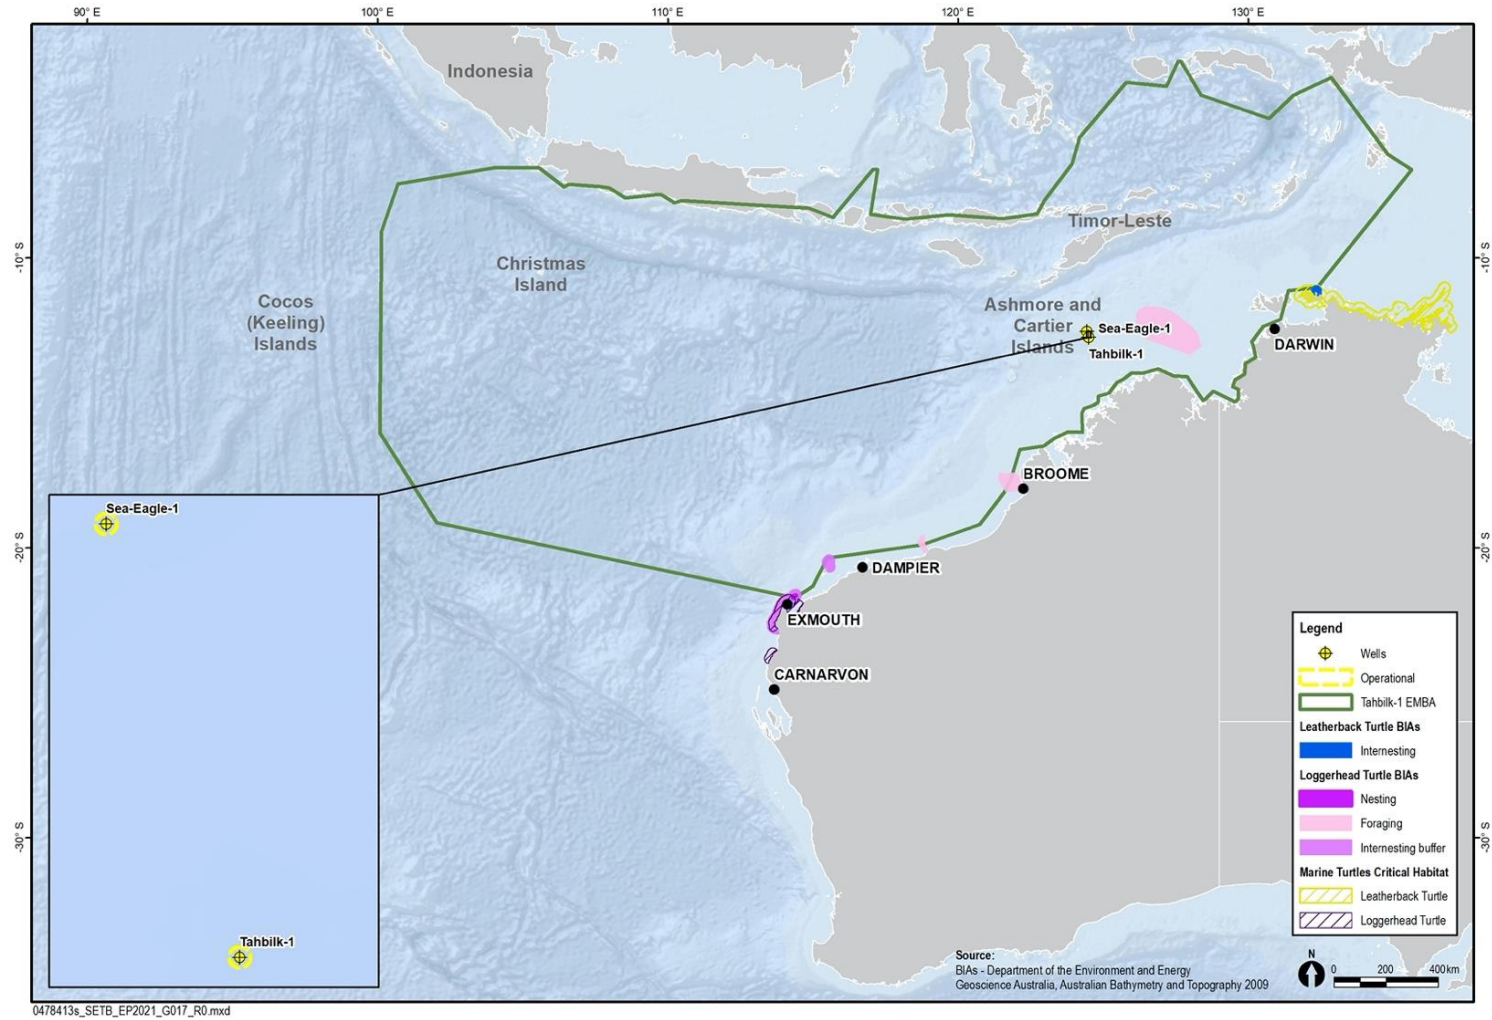 90° E
100° E
110° E
120° E
130° E
Indonesia
Timor-Leste
-10° S
-10° S
Christmas
Island
Cocos
(Keeling)
Islands
Ashmore and
Cartier
Islands
Sea-Eagle-1
Tahbilk-1
DARWIN
BROOME
Sea-Eagle-1
-20° S
-20° S
DAMPIER
EXMOUTH
CARNARVON
Legend
Wells
Operational
Tahbilk-1 EMBA
Leatherback Turtle BIAs
Internesting
Loggerhead Turtle BIAs
Nesting
Foraging
Internesting buffer
Marine Turtles Critical Habitat
Leatherback Turtle
Loggerhead Turtle
-30° S
-30° S
Tahbilk-1
Source:
BIAs - Department of the Environment and Energy
Geoscience Australia, Australian Bathymetry and Topography 2009
N
0 200 400km
0478413s_SETB_EP2021_G017_R0.mxd